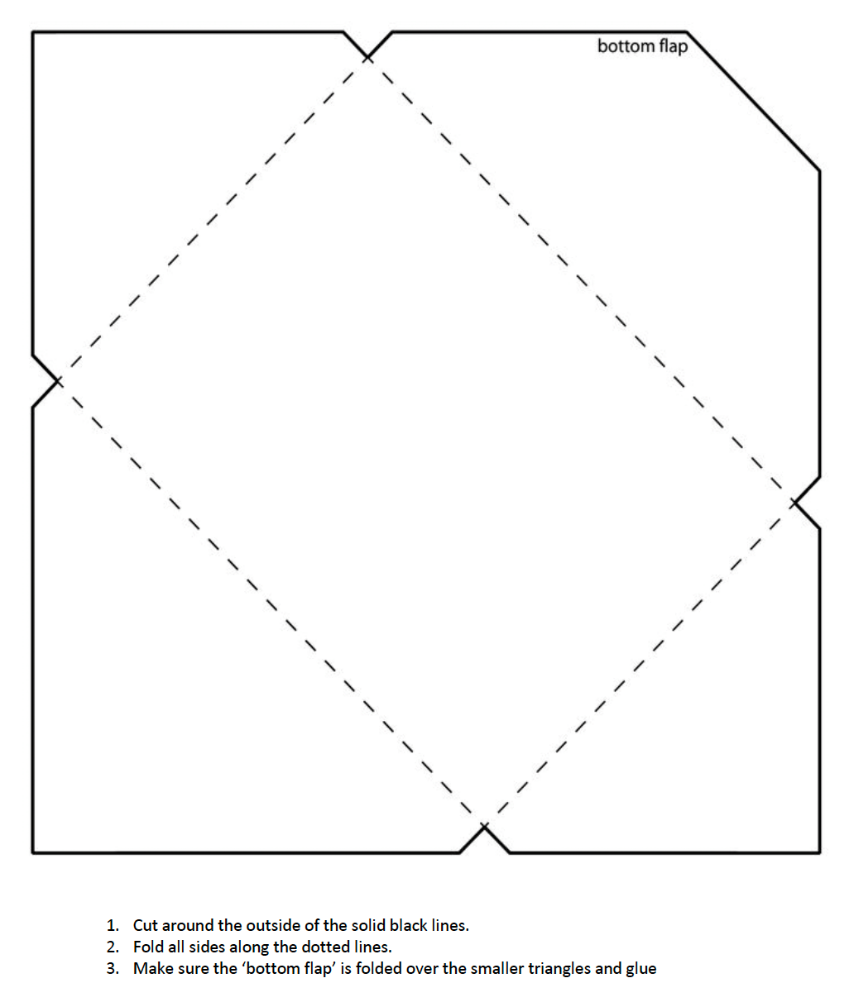 bottom flap
1. Cut around the outside of the solid black lines.
2. Fold all sides along the dotted lines.
3. Make sure the ‘bottom flap’ is folded over the smaller triangles and glue